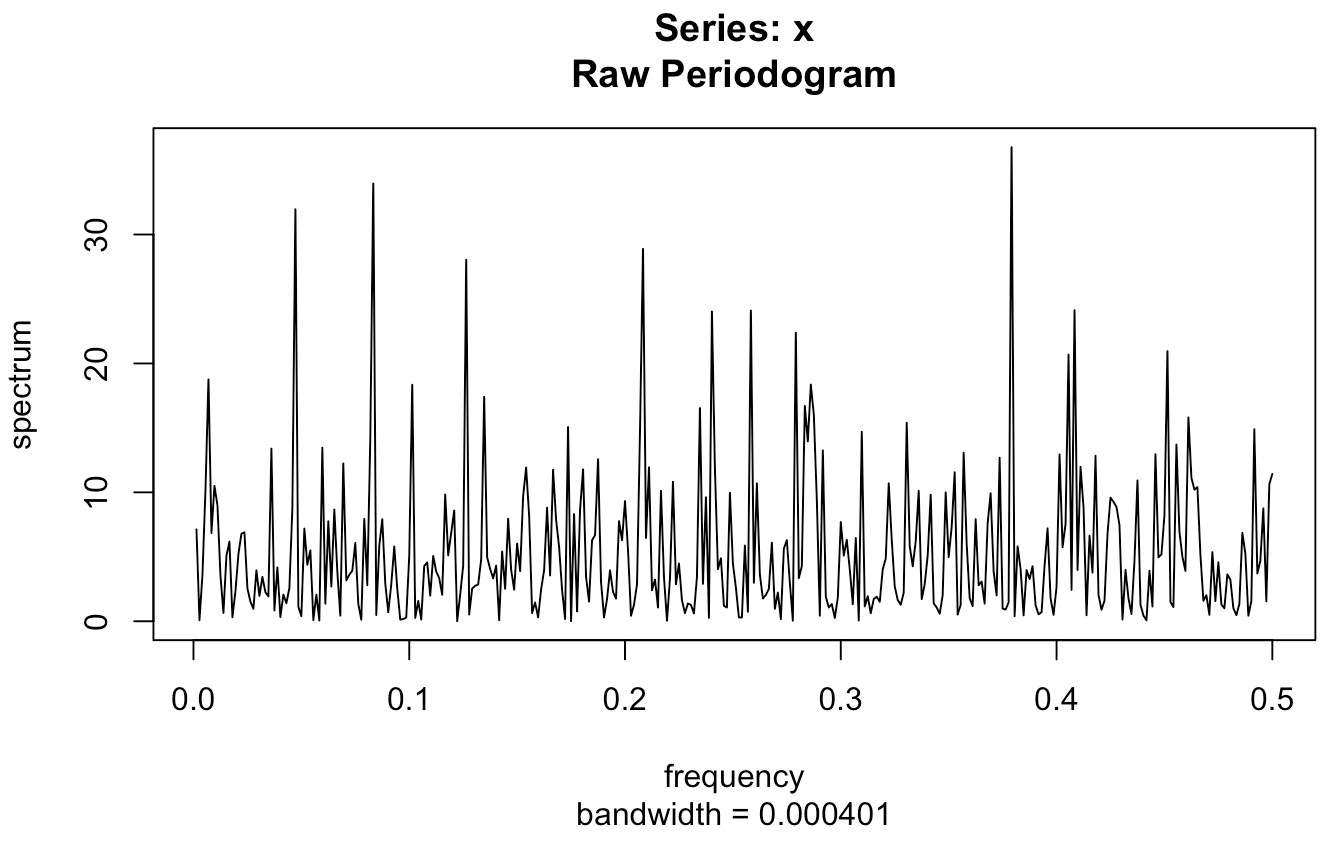 Series: x
Raw Periodogram
spectrum
30
20
10
0
0.0 0.1 0.2 0.3 0.4 0.5
frequency
bandwidth = 0.000401